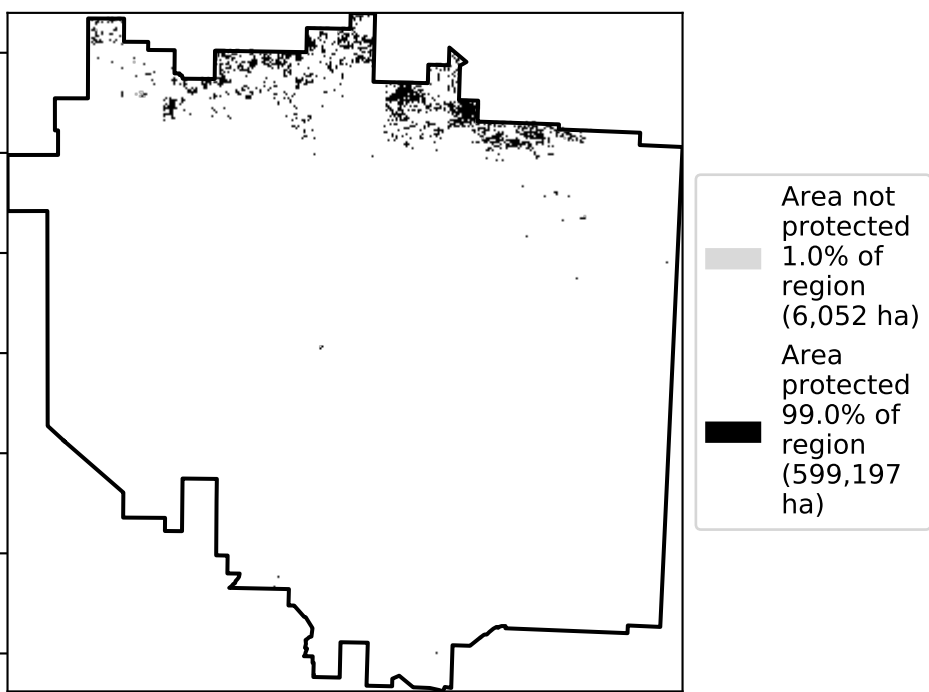 Area not
protected
1.0% of
region
(6,052 ha)
Area
protected
99.0% of
region
(599,197
ha)